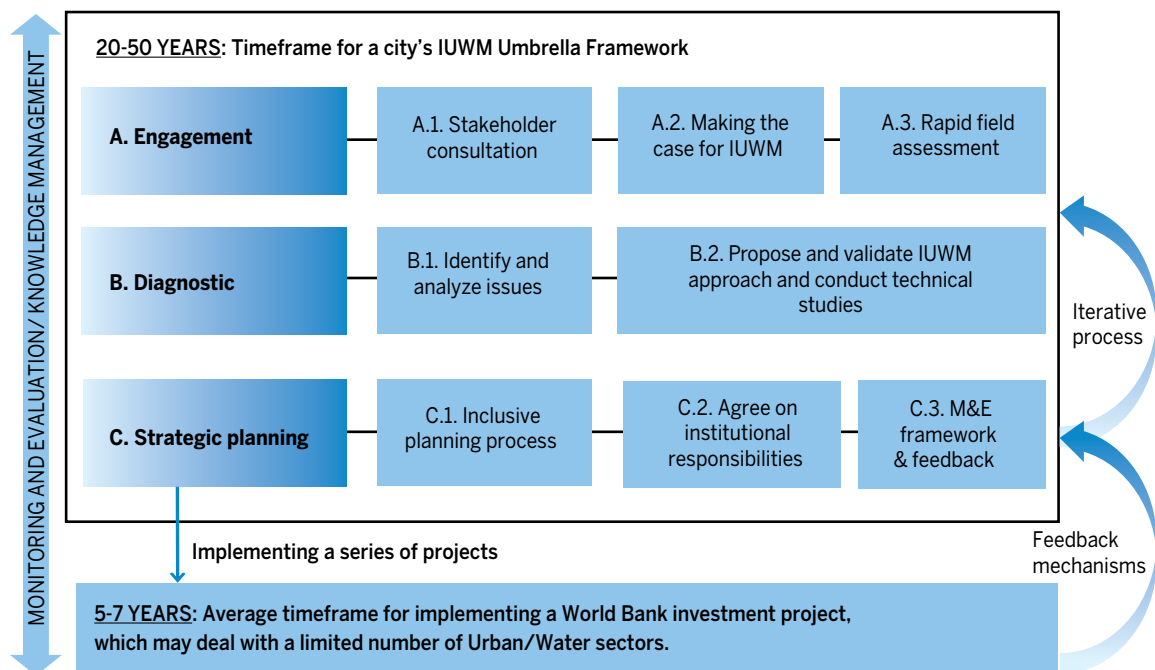 MONITORING AND EVALUATION/ KNOWLEDGE MANAGEMENT
20-50 YEARS: Timeframe for a city's IUWM Umbrella Framework
A. Engagement
A.1. Stakeholder
consultation
A.2. Making the
case for IUWM
A.3. Rapid field
assessment
B. Diagnostic
B.1. Identify and
analyze issues
B.2. Propose and validate IUWM
approach and conduct technical
studies
Iterative
process
C. Strategic planning
C.1. Inclusive
planning process
C.2. Agree on
institutional
responsibilities
C.3. M&E
framework
& feedback
Implementing a series of projects
Feedback
mechanisms
5-7 YEARS: Average timeframe for implementing a World Bank investment project,
which may deal with a limited number of Urban/Water sectors.